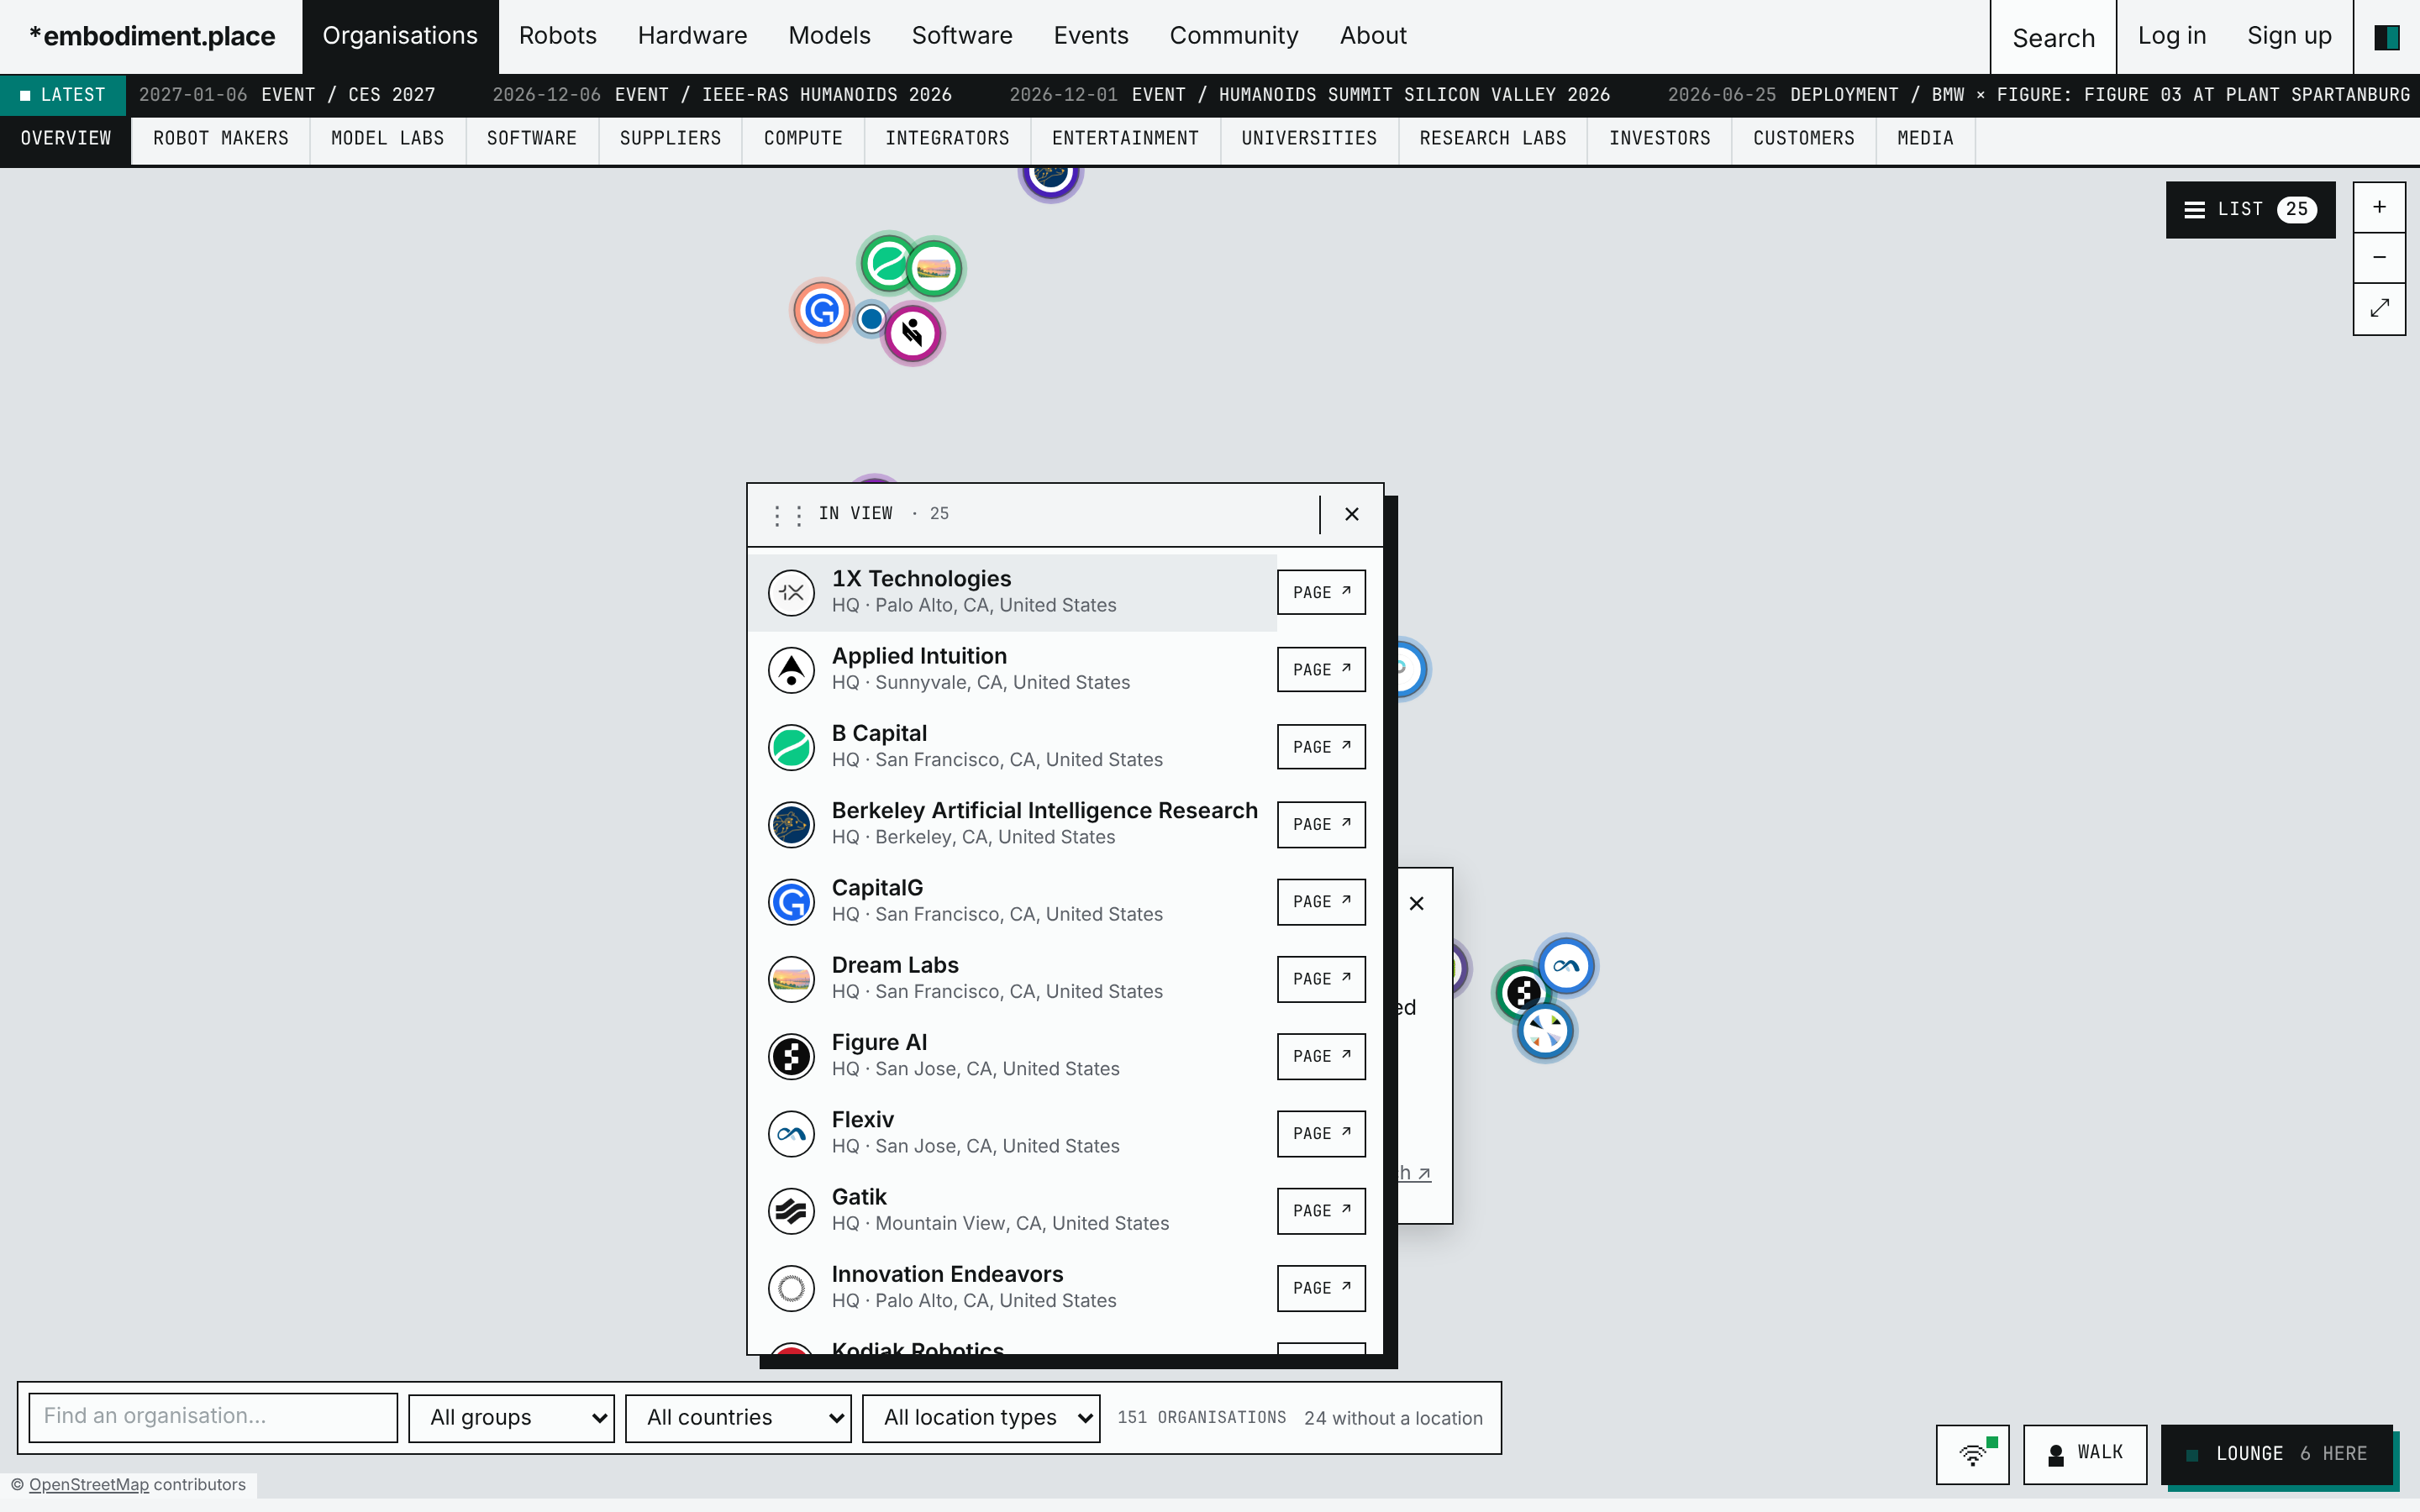 *embodiment.place Organisations Robots Hardware Models Software Events Community About Search Log in Sign up
LATEST 2027-01-06 EVENT / CES 2027 2026-12-06 EVENT / IEEE-RAS HUMANOIDS 2026 2026-12-01 EVENT / HUMANOIDS SUMMIT SILICON VALLEY 2026 2026-06-25 DEPLOYMENT / BMW × FIGURE: FIGURE 03 AT PLANT SPARTANBURG
OVERVIEW ROBOT MAKERS MODEL LABS SOFTWARE SUPPLIERS COMPUTE INTEGRATORS ENTERTAINMENT UNIVERSITIES RESEARCH LABS INVESTORS CUSTOMERS MEDIA
LIST 25
IN VIEW · 25
1X Technologies
HQ · Palo Alto, CA, United States
PAGE ↗
Applied Intuition
HQ · Sunnyvale, CA, United States
PAGE ↗
B Capital
HQ · San Francisco, CA, United States
PAGE ↗
Berkeley Artificial Intelligence Research
HQ · Berkeley, CA, United States
PAGE ↗
CapitalG
HQ · San Francisco, CA, United States
PAGE ↗
Dream Labs
HQ · San Francisco, CA, United States
PAGE ↗
Figure AI
HQ · San Jose, CA, United States
PAGE ↗
Flexiv
HQ · San Jose, CA, United States
PAGE ↗
Gatik
HQ · Mountain View, CA, United States
PAGE ↗
Innovation Endeavors
HQ · Palo Alto, CA, United States
PAGE ↗
Kodiak Robotics
Find an organisation... All groups All countries All location types 151 ORGANISATIONS 24 without a location
WALK LOUNGE 6 HERE
© OpenStreetMap contributors